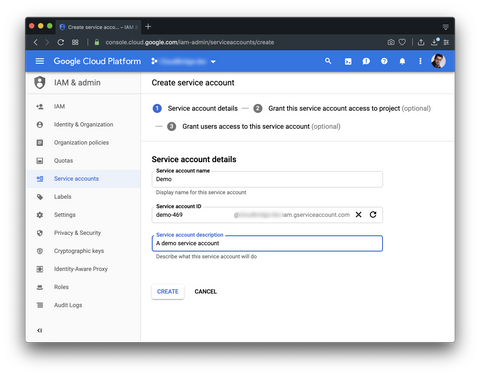 Create service acco... – IAM &
console.cloud.google.com/iam-admin/serviceaccounts/create
Google Cloud Platform
IAM & admin
Create service account
1 Service account details — 2 Grant this service account access to project (optional)
— 3 Grant users access to this service account (optional)
IAM
Identity & Organization
Organization policies
Quotas
Service accounts
Labels
Settings
Privacy & Security
Cryptographic keys
Identity-Aware Proxy
Roles
Audit Logs
Service account details
Service account name
Demo
Display name for this service account
Service account ID
demo-469
.iam.gserviceaccount.com
Service account description
A demo service account
Describe what this service account will do
CREATE
CANCEL